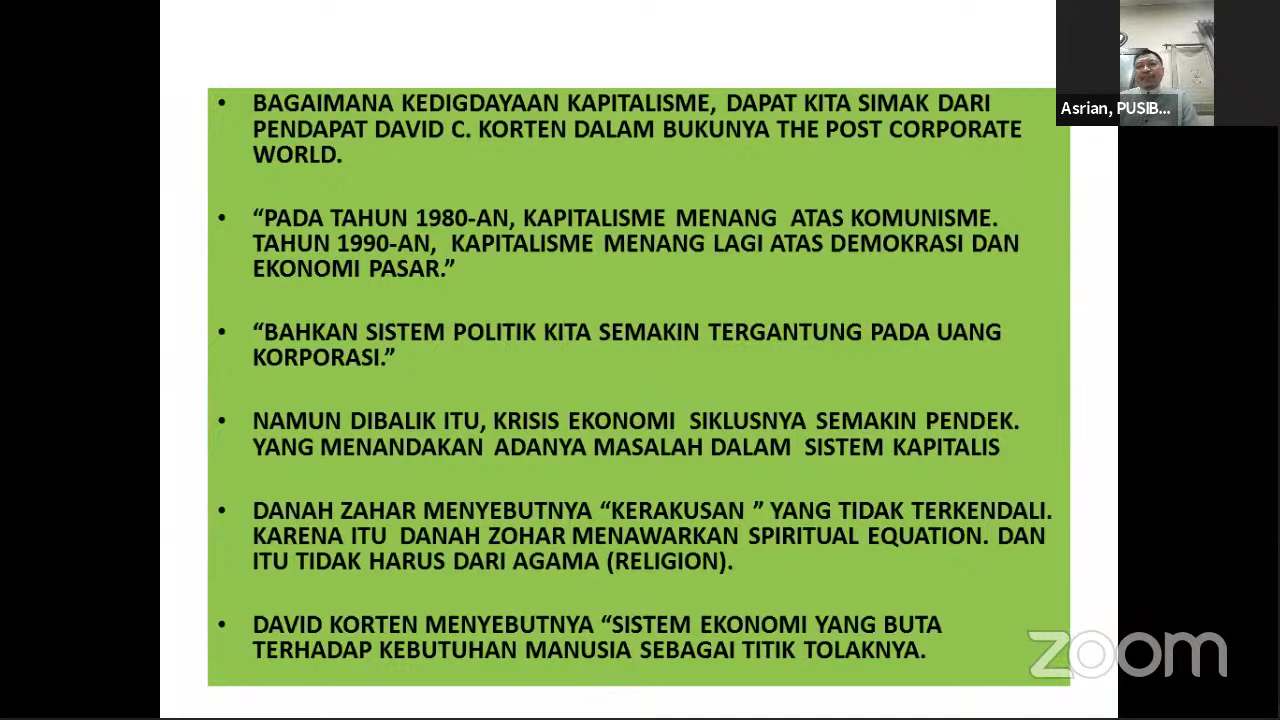 • BAGAIMANA KEDIGDAYAAN KAPITALISME, DAPAT KITA SIMAK DARI
PENDAPAT DAVID C. KORTEN DALAM BUKUNYA THE POST CORPORATE
WORLD.
• “PADA TAHUN 1980-AN, KAPITALISME MENANG ATAS KOMUNISME.
TAHUN 1990-AN, KAPITALISME MENANG LAGI ATAS DEMOKRASI DAN
EKONOMI PASAR.”
• “BAHKAN SISTEM POLITIK KITA SEMAKIN TERGANTUNG PADA UANG
KORPORASI.”
• NAMUN DIBALIK ITU, KRISIS EKONOMI SIKLUSNYA SEMAKIN PENDEK.
YANG MENANDAKAN ADANYA MASALAH DALAM SISTEM KAPITALIS
• DANAH ZAHAR MENYEBUTNYA “KERAKUSAN ” YANG TIDAK TERKENDALI.
KARENA ITU DANAH ZOHAR MENAWARKAN SPIRITUAL EQUATION. DAN
ITU TIDAK HARUS DARI AGAMA (RELIGION).
• DAVID KORTEN MENYEBUTNYA “SISTEM EKONOMI YANG BUTA
TERHADAP KEBUTUHAN MANUSIA SEBAGAI TITIK TOLAKNYA.
Asrian, PUSIB...
zoom